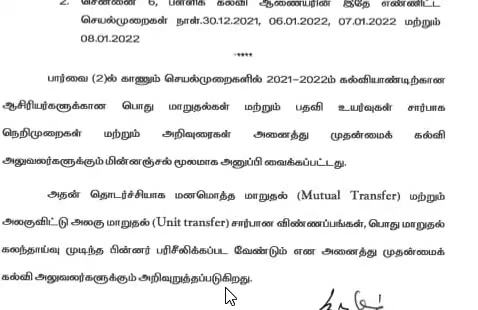 2. சென்னை 6, பள்ளிக் கல்வி ஆணையரின் இதே எண்ணிட்ட
செயல்முறைகள் நாள்.30.12.2021, 06.01.2022, 07.01.2022 மற்றும்
08.01.2022
-****
பார்வை (2)ல் காணும் செயல்முறைகளில் 2021-2022ம் கல்வியாண்டிற்கான
ஆசிரியர்களுக்கான பொது மாறுதல்கள் மற்றும் பதவி உயர்வுகள் சார்பாக
நெறிமுறைகள் மற்றும் அறிவுரைகள் அனைத்து முதன்மைக் கல்வி
அலுவலர்களுக்கும் மின்னஞ்சல் மூலமாக அனுப்பி வைக்கப்பட்டது.
அதன் தொடர்ச்சியாக மனமொத்த மாறுதல் (Mutual Transfer) மற்றும்
அலகுவிட்டு அலகு மாறுதல் (Unit transfer) சார்பான விண்ணப்பங்கள், பொது மாறுதல்
கலந்தாய்வு முடிந்த பின்னர் பரிசீலிக்கப்பட வேண்டும் என அனைத்து முதன்மைக்
கல்வி அலுவலர்களுக்கும் அறிவுறுத்தப்படுகிறது.